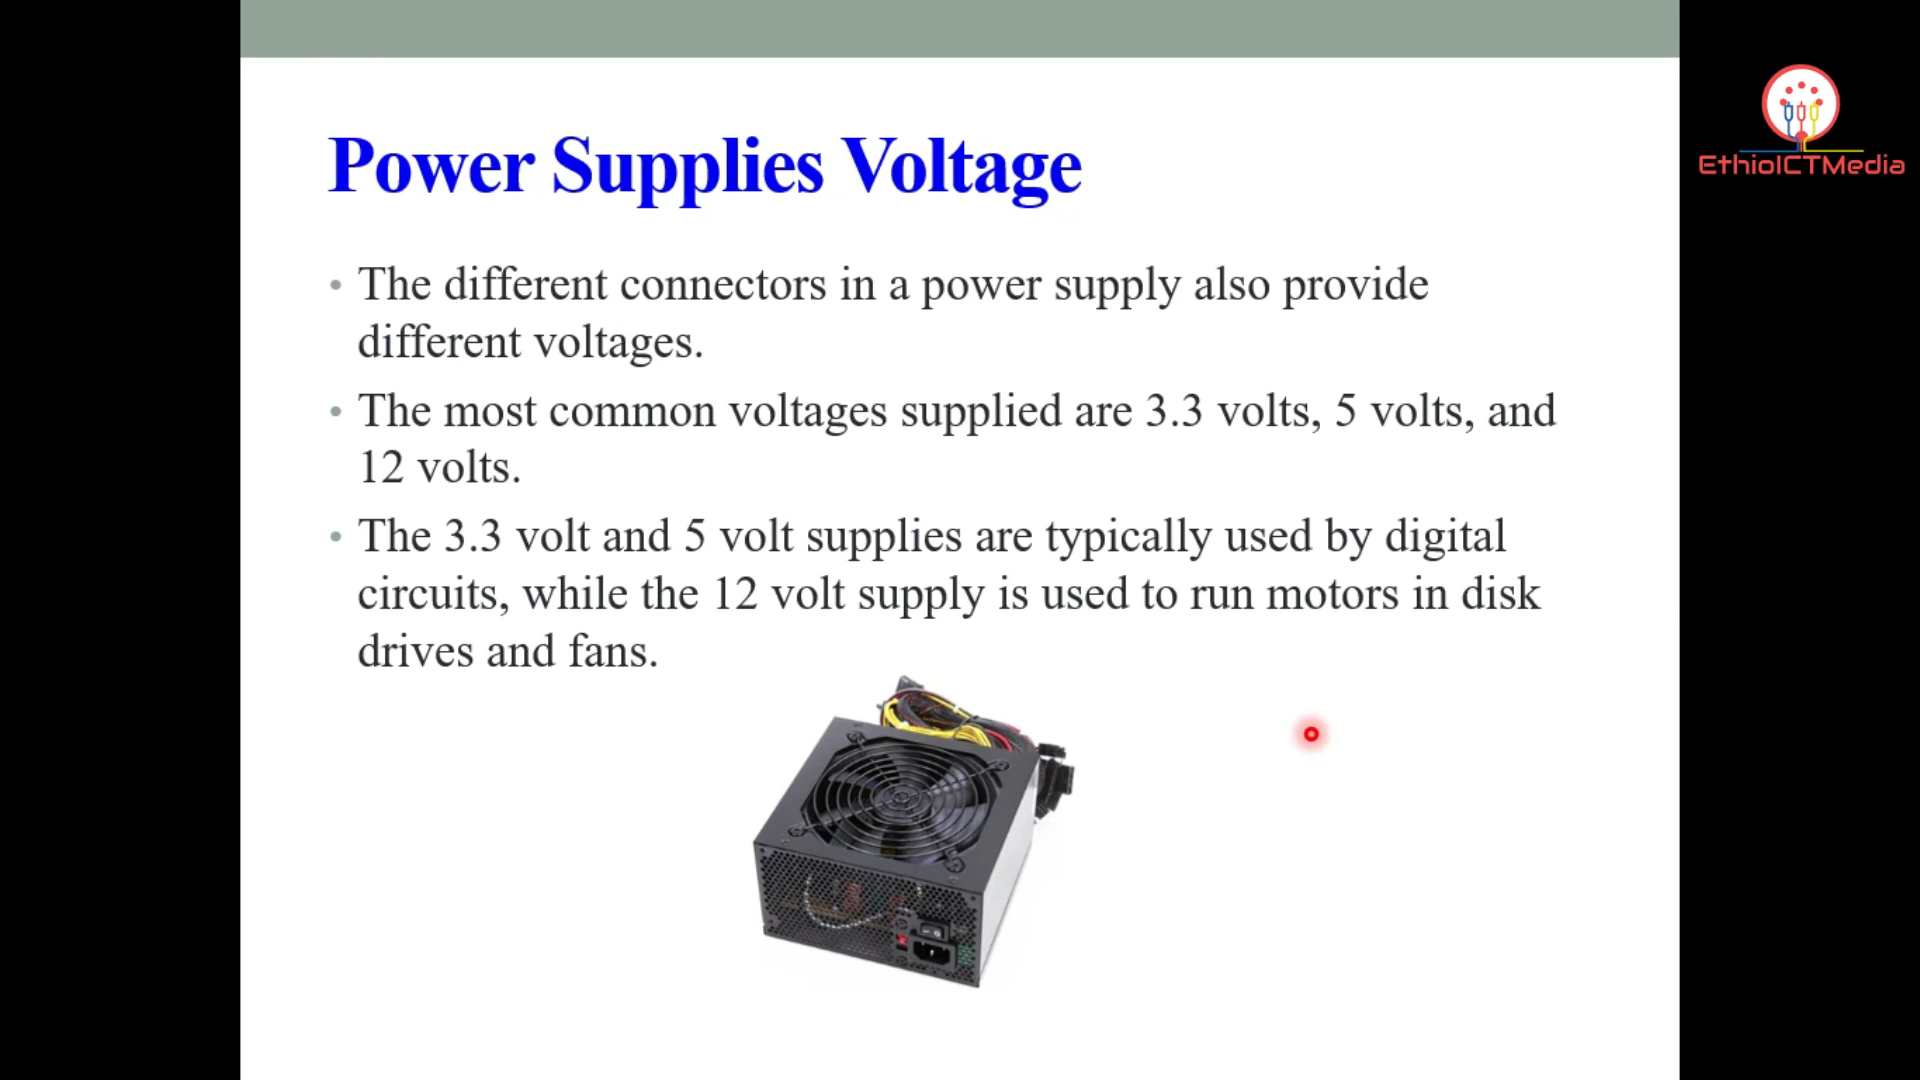 Power Supplies Voltage
EthioICTMedia
• The different connectors in a power supply also provide
different voltages.
• The most common voltages supplied are 3.3 volts, 5 volts, and
12 volts.
• The 3.3 volt and 5 volt supplies are typically used by digital
circuits, while the 12 volt supply is used to run motors in disk
drives and fans.